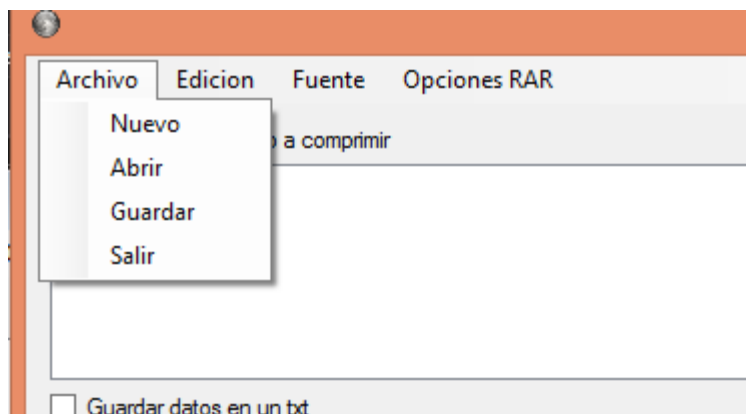 Archivo Edicion Fuente Opciones RAR
Nuevo
a comprimir
Abrir
Guardar
Salir
Guardar datos en un txt